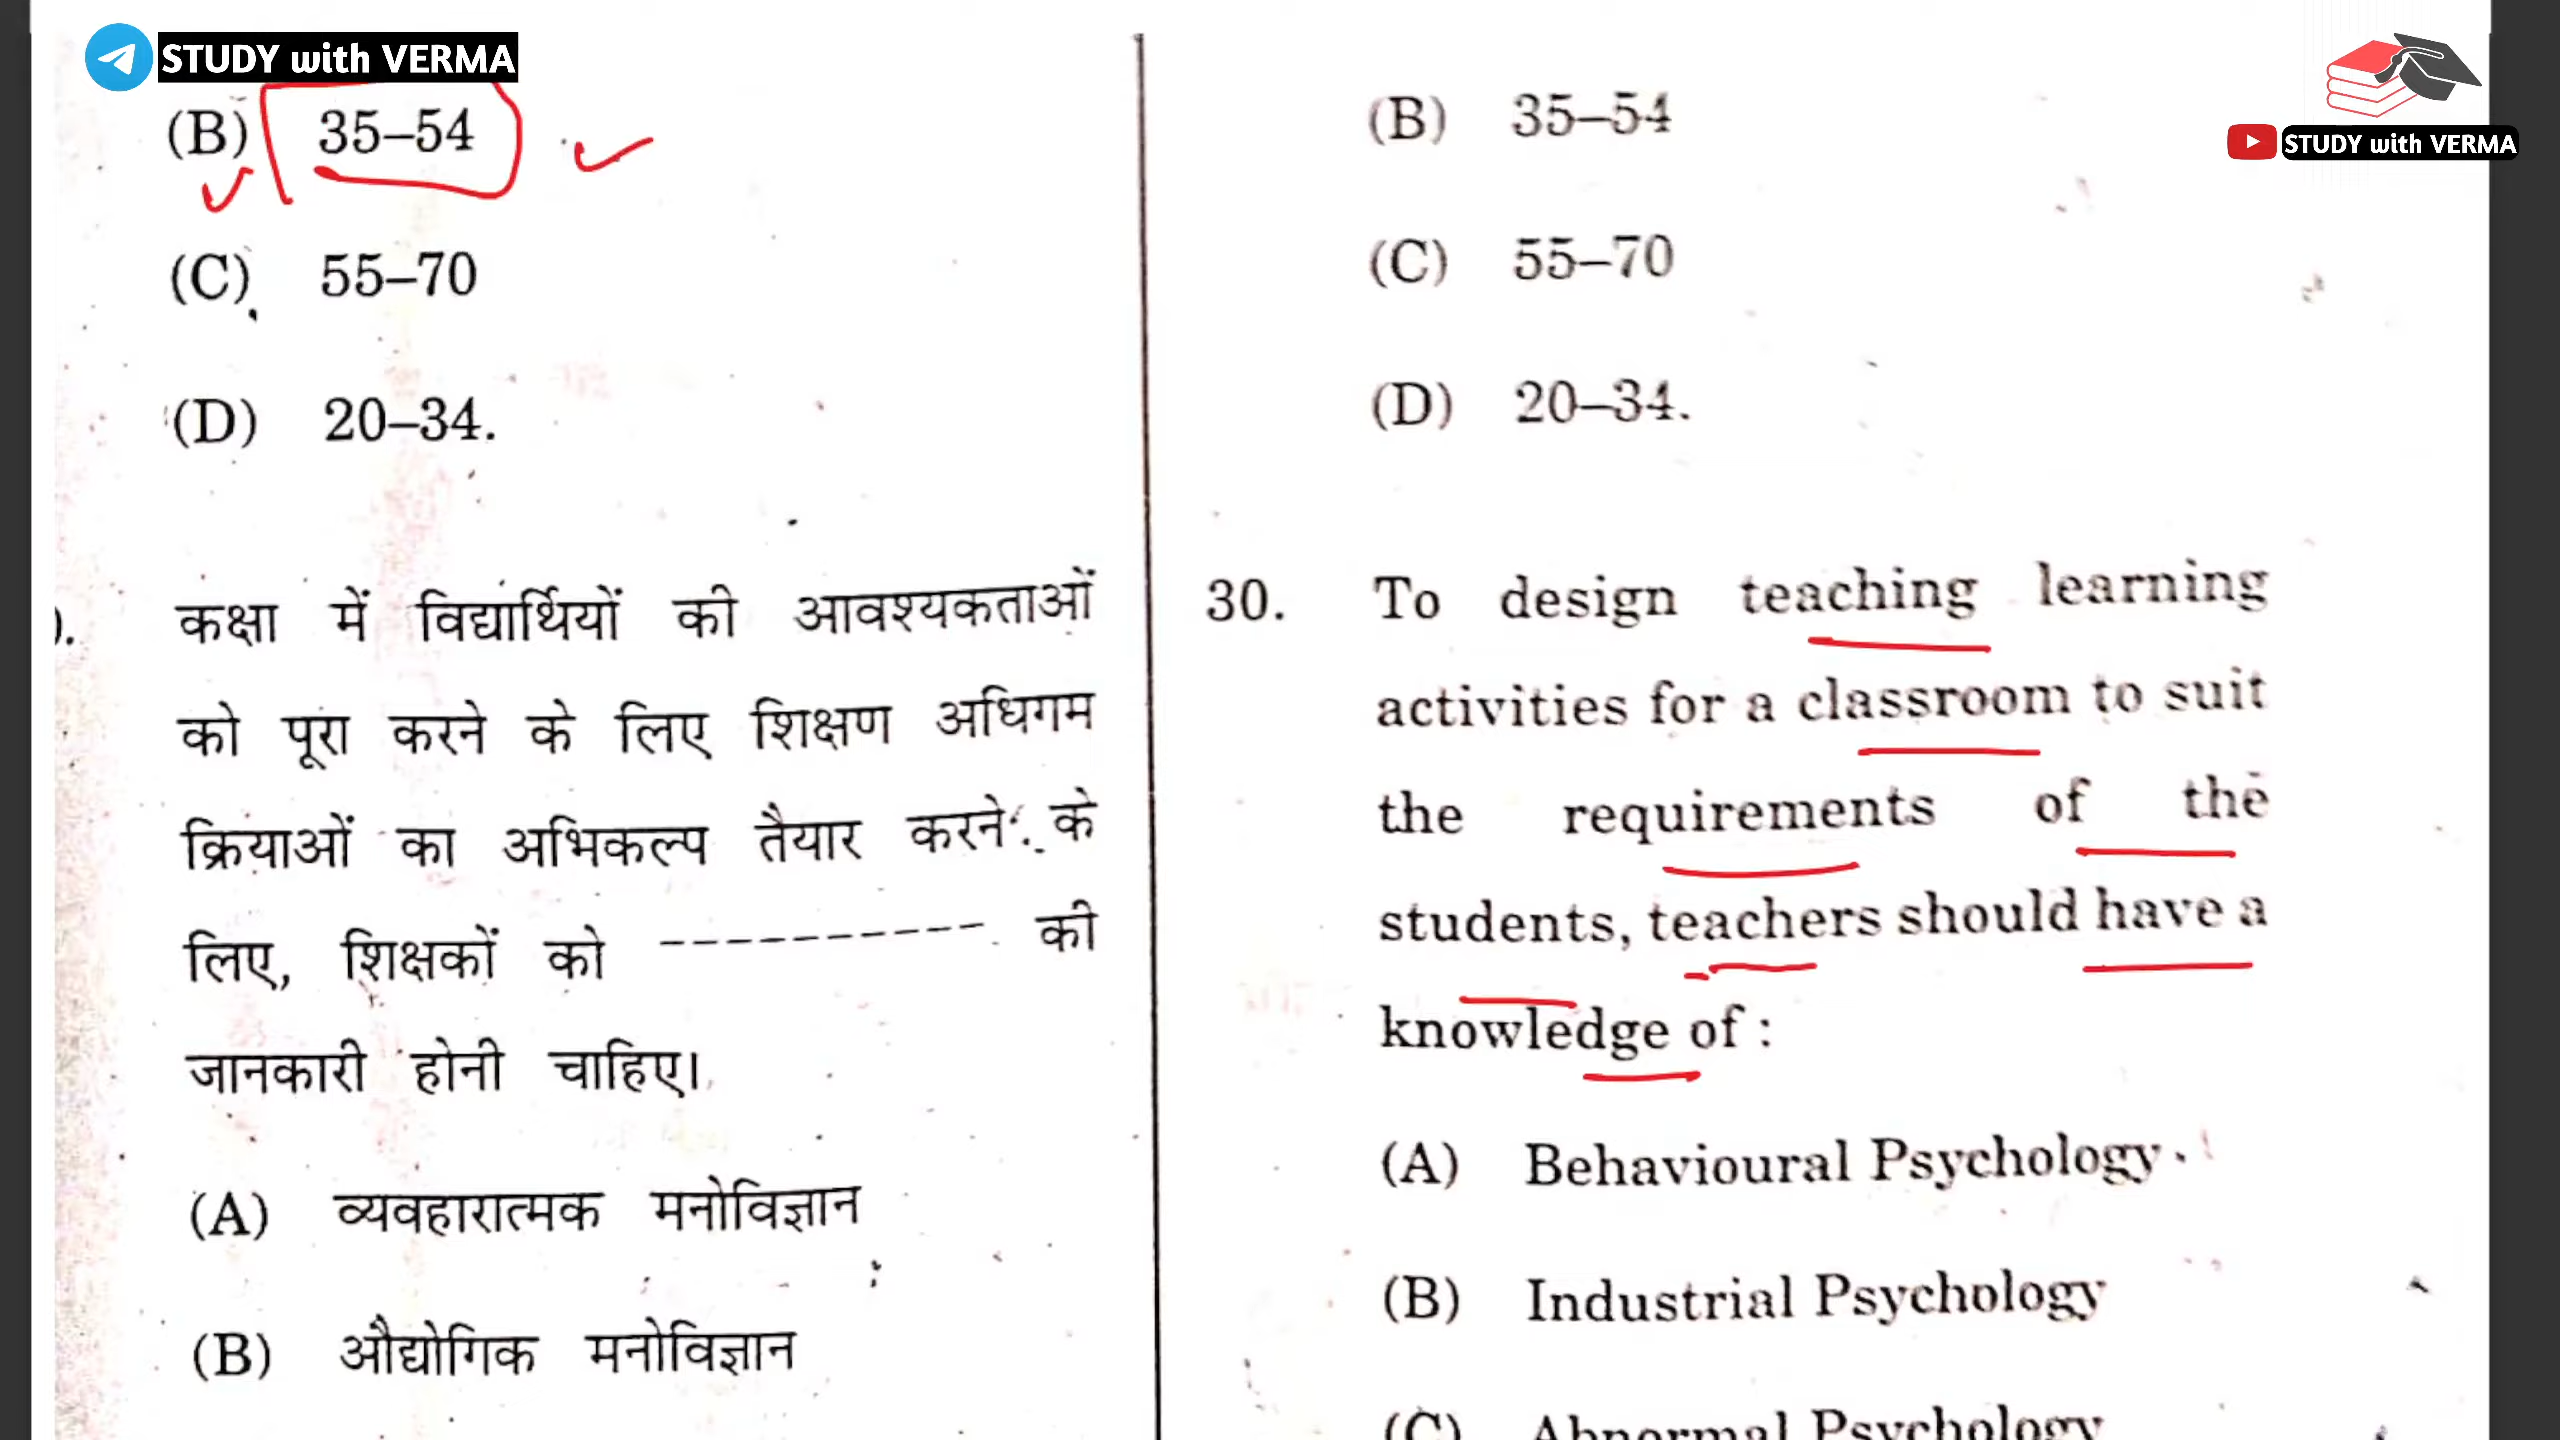 STUDY with VERMA
(B) 35–54
(C) 55–70
(D) 20–34.
कक्षा में विद्यार्थियों की आवश्यकताओं
को पूरा करने के लिए शिक्षण अधिगम
क्रियाओं का अभिकल्प तैयार करने के
लिए, शिक्षकों को ---------- की
जानकारी होनी चाहिए।
(A) व्यवहारात्मक मनोविज्ञान
(B) औद्योगिक मनोविज्ञान
STUDY with VERMA
(B) 35–54
(C) 55–70
(D) 20–34.
30. To design teaching learning
activities for a classroom to suit
the requirements of the
students, teachers should have a
knowledge of :
(A) Behavioural Psychology
(B) Industrial Psychology
(C) Abnormal Psychology